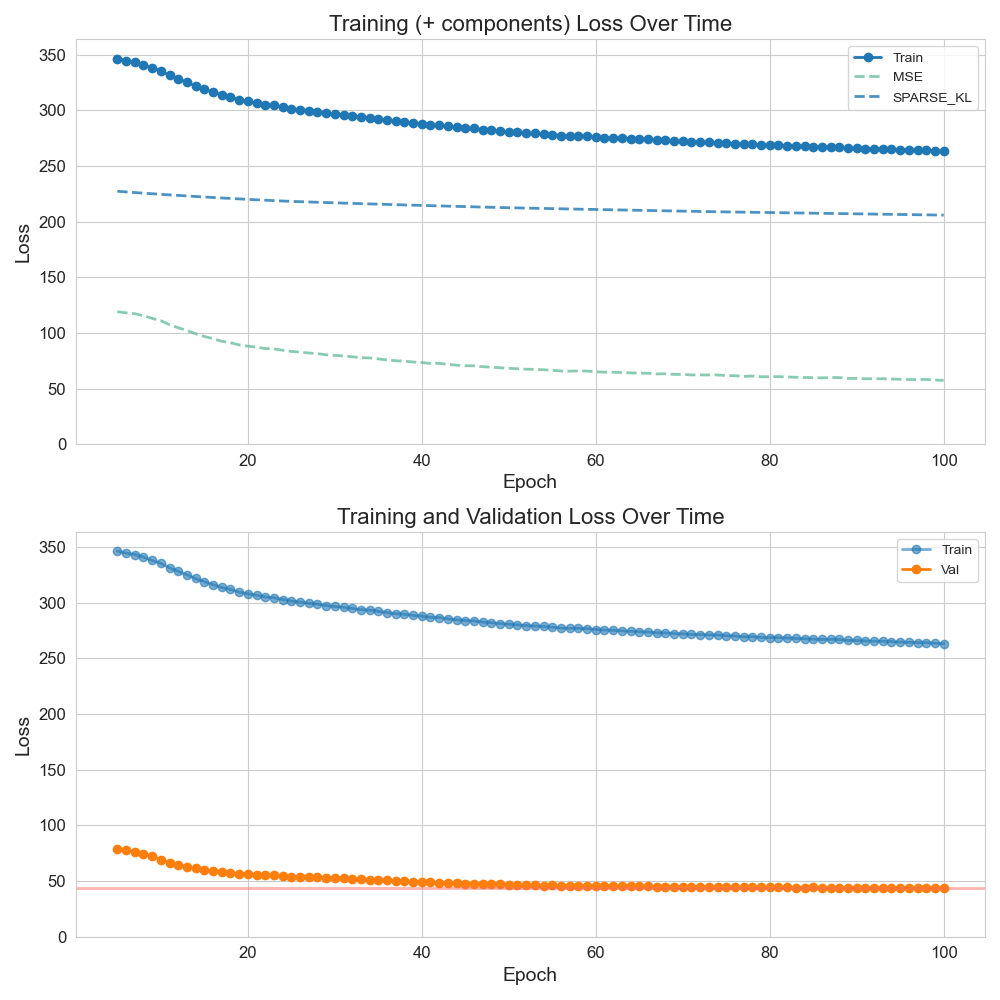 Training (+ components) Loss Over Time
350
300
250
200
150
100
50
0
Loss
Train
MSE
SPARSE_KL
20 40 60 80 100
Epoch
Training and Validation Loss Over Time
350
300
250
200
150
100
50
0
Loss
Train
Val
20 40 60 80 100
Epoch